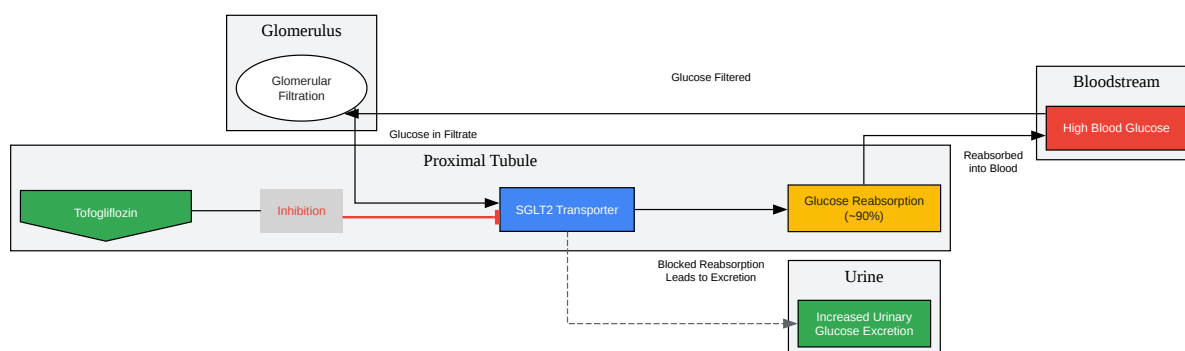 Glomerulus
Glomerular
Filtration
Glucose Filtered
Bloodstream
High Blood Glucose
Glucose in Filtrate
Proximal Tubule
Reabsorbed
into Blood
Tofogliflozin
Inhibition
SGLT2 Transporter
Glucose Reabsorption
(~90%)
Blocked Reabsorption
Leads to Excretion
Urine
Increased Urinary
Glucose Excretion